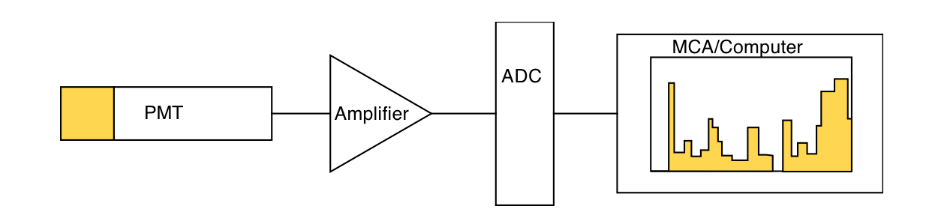 PMT
Amplifier
ADC
MCA/Computer